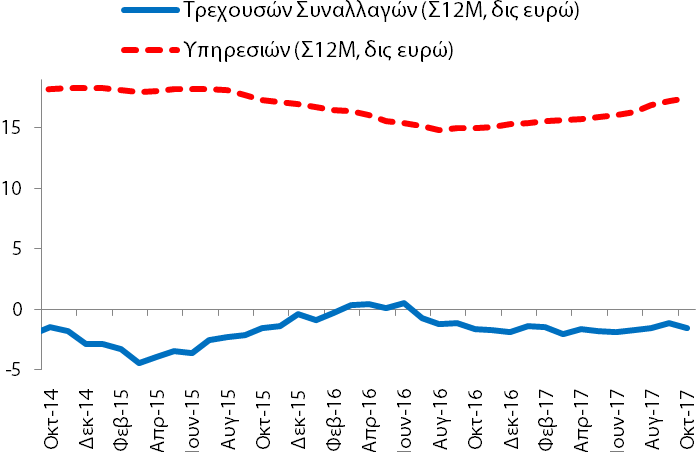 Τρεχουσών Συναλλαγών (Σ12Μ, δις ευρώ)
Υπηρεσιών (Σ12Μ, δις ευρώ)
15
10
5
0
-5
Οκτ-14
Δεκ-14
Φεβ-15
Απρ-15
Ιουν-15
Αυγ-15
Οκτ-15
Δεκ-15
Φεβ-16
Απρ-16
Ιουν-16
Αυγ-16
Οκτ-16
Δεκ-16
Φεβ-17
Απρ-17
Ιουν-17
Αυγ-17
Οκτ-17